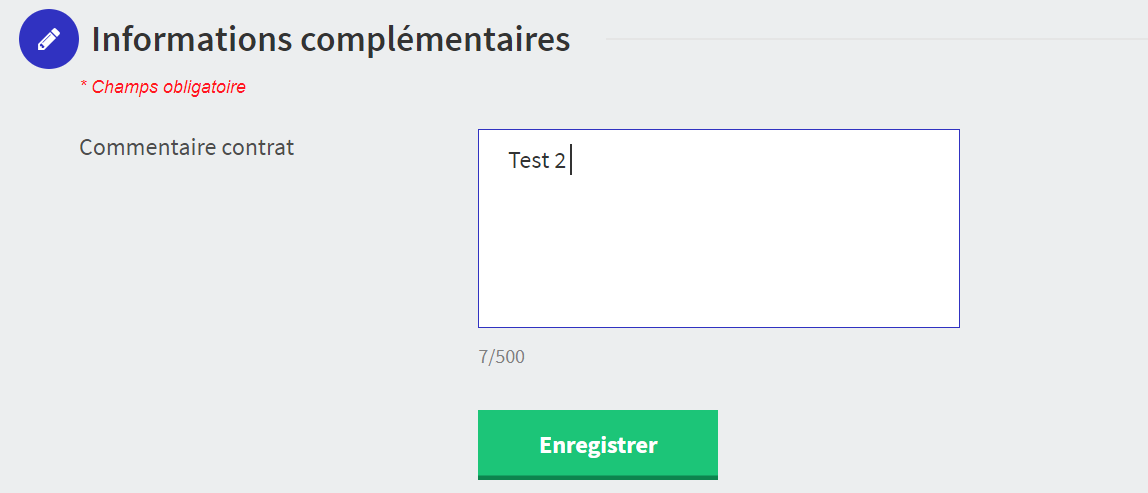 Informations complémentaires
* Champs obligatoire
Commentaire contrat
Test 2
7/500
Enregistrer